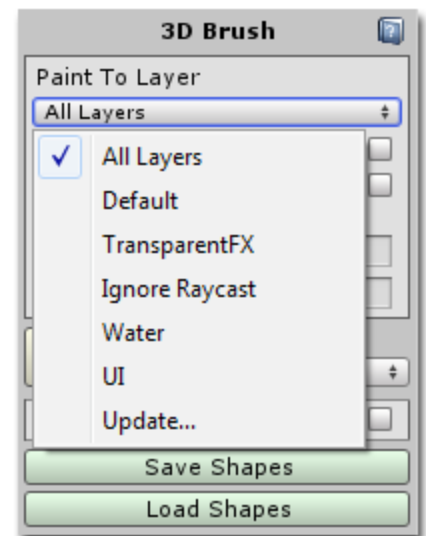 3D Brush
Paint To Layer
All Layers
All Layers
Default
TransparentFX
Ignore Raycast
Water
UI
Update...
Save Shapes
Load Shapes